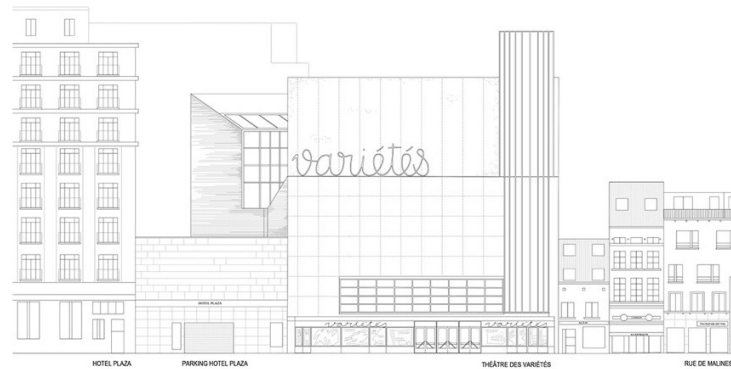 variétés
HOTEL PLAZA
variétés variétés
HOTEL PLAZA
PARKING HOTEL PLAZA
THÉÂTRE DES VARIÉTÉS
RUE DE MALINES